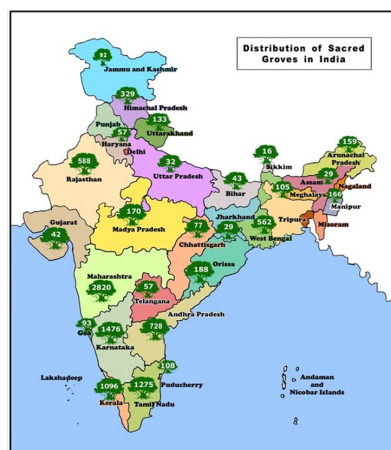 Distribution of Sacred
Groves in India
92
Jammu and Kashmir
329
Himachal Pradesh
133
Uttarakhand
Punjab
57
Haryana
Delhi
588
Rajasthan
32
Uttar Pradesh
16
Sikkim
159
Arunachal
Pradesh
29
Assam
43
Bihar
105
Meghalaya
Nagaland
166
Manipur
Gujarat
42
170
Madya Pradesh
Jharkhand
29
77
Chhattisgarh
562
West Bengal
Tripura
Mizoram
188
Orissa
Maharashtra
2820
57
Telangana
Andhra Pradesh
93
Goa
1476
Karnataka
728
108
Puducherry
Lakshadeep
1096
Kerala
1275
Tamil Nadu
Andaman
and
Nicobar Islands